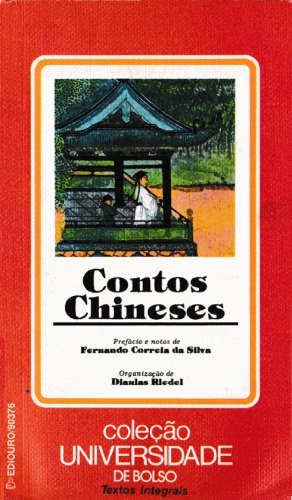 Contos
Chineses
Prefácio e notas de
Fernando Correia da Silva
Organização de
Diaulas Riedel
EDIOURO/90376
coleção
UNIVERSIDADE
DE BOLSO
Textos integrais